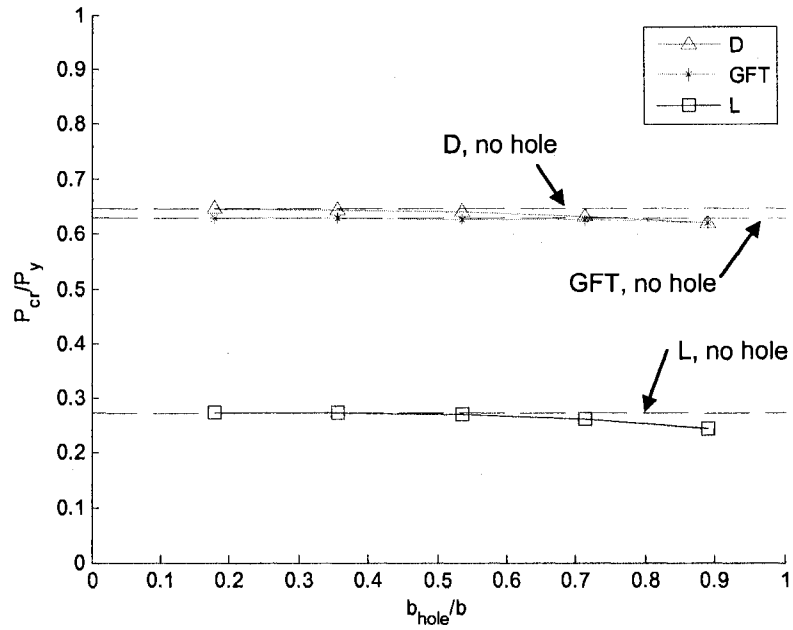 1
0.9
0.8
0.7
0.6
0.5
0.4
0.3
0.2
0.1
0
P_cr/P_y
D
GFT
L
D, no hole
GFT, no hole
L, no hole
0 0.1 0.2 0.3 0.4 0.5 0.6 0.7 0.8 0.9 1
b_hole/b